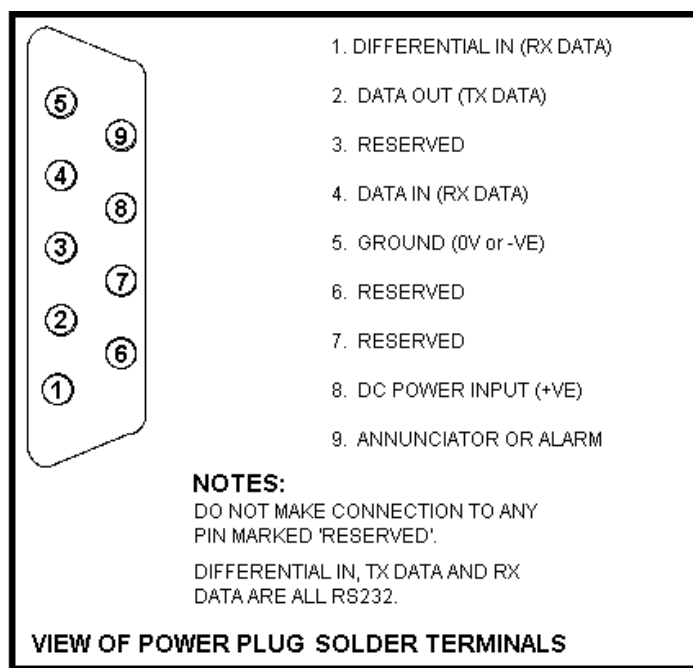 5
9
4
8
3
7
2
6
1
1. DIFFERENTIAL IN (RX DATA)
2. DATA OUT (TX DATA)
3. RESERVED
4. DATA IN (RX DATA)
5. GROUND (0V or -VE)
6. RESERVED
7. RESERVED
8. DC POWER INPUT (+VE)
9. ANNUNCIATOR OR ALARM
NOTES:
DO NOT MAKE CONNECTION TO ANY
PIN MARKED 'RESERVED'.
DIFFERENTIAL IN, TX DATA AND RX
DATA ARE ALL RS232.
VIEW OF POWER PLUG SOLDER TERMINALS